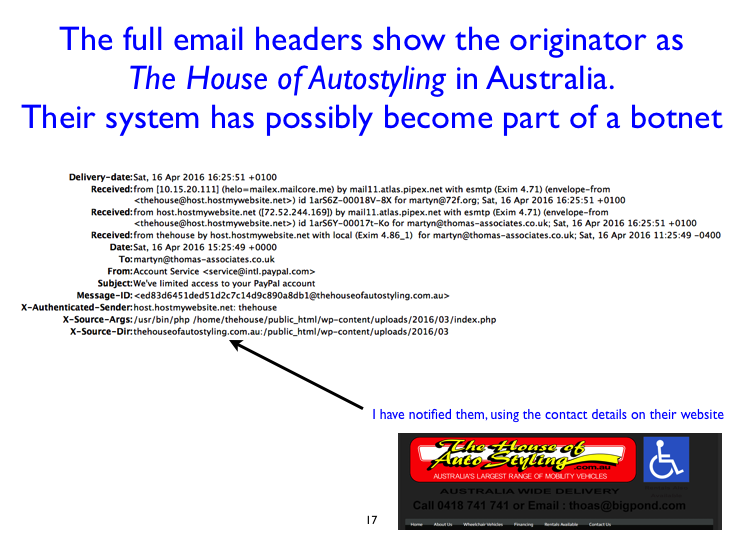 The full email headers show the originator as
The House of Autostyling in Australia.
Their system has possibly become part of a botnet
Delivery-date: Sat, 16 Apr 2016 16:25:51 +0100
Received: from [10.15.20.111] (helo=mailex.mailcore.me) by mail11.atlas.pipex.net with esmtp (Exim 4.71) (envelope-from
<thehouse@host.hostmywebsite.net>) id 1arS6Z-00018V-8X for martyn@72f.org; Sat, 16 Apr 2016 16:25:51 +0100
Received: from host.hostmywebsite.net ([72.52.244.169]) by mail11.atlas.pipex.net with esmtp (Exim 4.71) (envelope-from
<thehouse@host.hostmywebsite.net>) id 1arS6Y-00017t-Ko for martyn@thomas-associates.co.uk; Sat, 16 Apr 2016 16:25:51 +0100
Received: from thehouse by host.hostmywebsite.net with local (Exim 4.86_1) for martyn@thomas-associates.co.uk; Sat, 16 Apr 2016 11:25:49 -0400
Date: Sat, 16 Apr 2016 15:25:49 +0000
To: martyn@thomas-associates.co.uk
From: Account Service <service@intl.paypal.com>
Subject: We've limited access to your PayPal account
Message-ID: <ed83d6451ded51d2c7c14d9c890a8db1@thehouseofautostyling.com.au>
X-Authenticated-Sender: host.hostmywebsite.net: thehouse
X-Source-Args: /usr/bin/php /home/thehouse/public_html/wp-content/uploads/2016/03/index.php
X-Source-Dir: thehouseofautostyling.com.au:/public_html/wp-content/uploads/2016/03
I have notified them, using the contact details on their website
The House of
Auto Styling
.com.au
AUSTRALIA'S LARGEST RANGE OF MOBILITY VEHICLES
AUSTRALIA WIDE DELIVERY
Call 0418 741 741 or Email : thoas@bigpond.com
Home About Us Wheelchair Vehicles Financing Rentals Available Contact Us
17